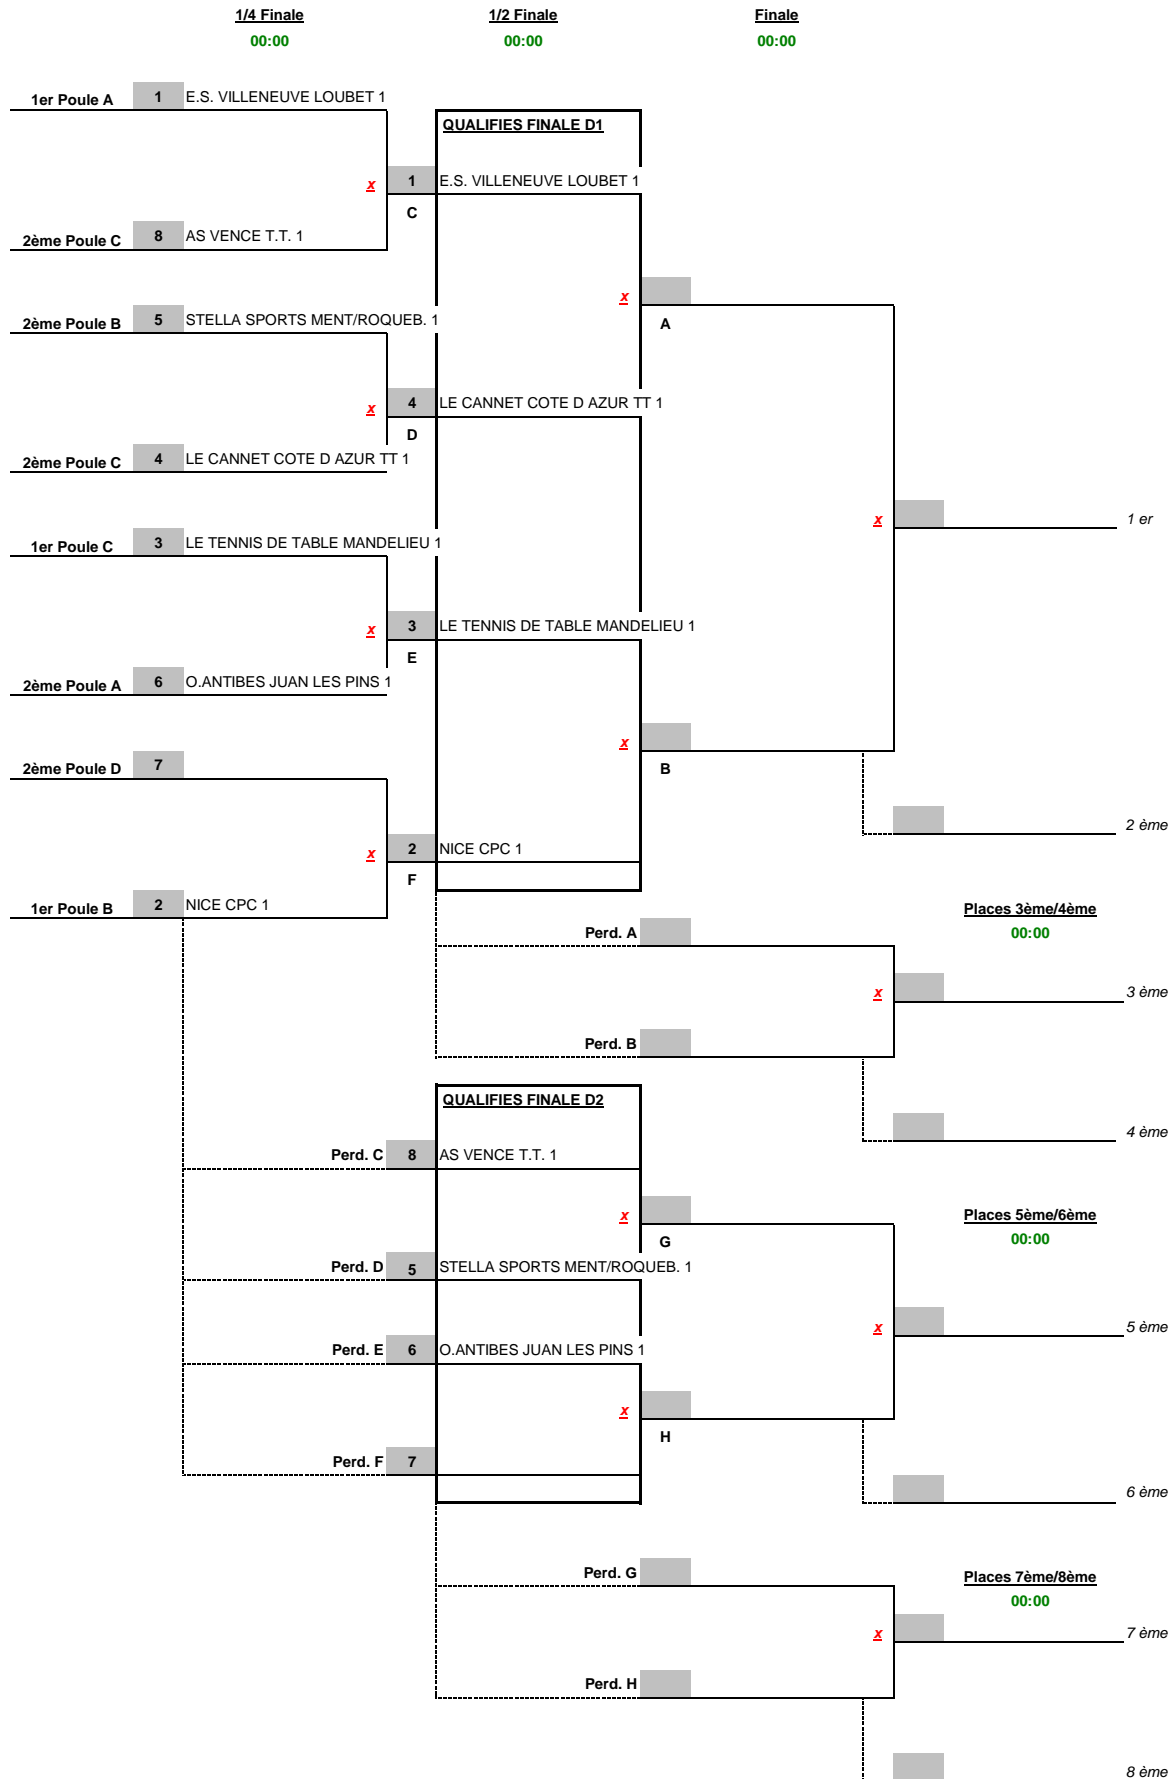 1/4 Finale 1/2 Finale Finale
00:00 00:00 00:00
1er Poule A 1 E.S. VILLENEUVE LOUBET 1
QUALIFIES FINALE D1
x 1 E.S. VILLENEUVE LOUBET 1
C
2ème Poule C 8 AS VENCE T.T. 1
x
2ème Poule B 5 STELLA SPORTS MENT/ROQUEB. 1
A
x 4 LE CANNET COTE D AZUR TT 1
D
2ème Poule C 4 LE CANNET COTE D AZUR TT 1
x 1 er
1er Poule C 3 LE TENNIS DE TABLE MANDELIEU 1
x 3 LE TENNIS DE TABLE MANDELIEU 1
E
2ème Poule A 6 O.ANTIBES JUAN LES PINS 1
x
2ème Poule D 7
B
2 ème
x 2 NICE CPC 1
F
1er Poule B 2 NICE CPC 1
Places 3ème/4ème
Perd. A 00:00
x 3 ème
Perd. B
QUALIFIES FINALE D2
4 ème
Perd. C 8 AS VENCE T.T. 1
x Places 5ème/6ème
G 00:00
Perd. D 5 STELLA SPORTS MENT/ROQUEB. 1
x 5 ème
Perd. E 6 O.ANTIBES JUAN LES PINS 1
x
H
Perd. F 7
6 ème
Perd. G Places 7ème/8ème
00:00
x 7 ème
Perd. H
8 ème